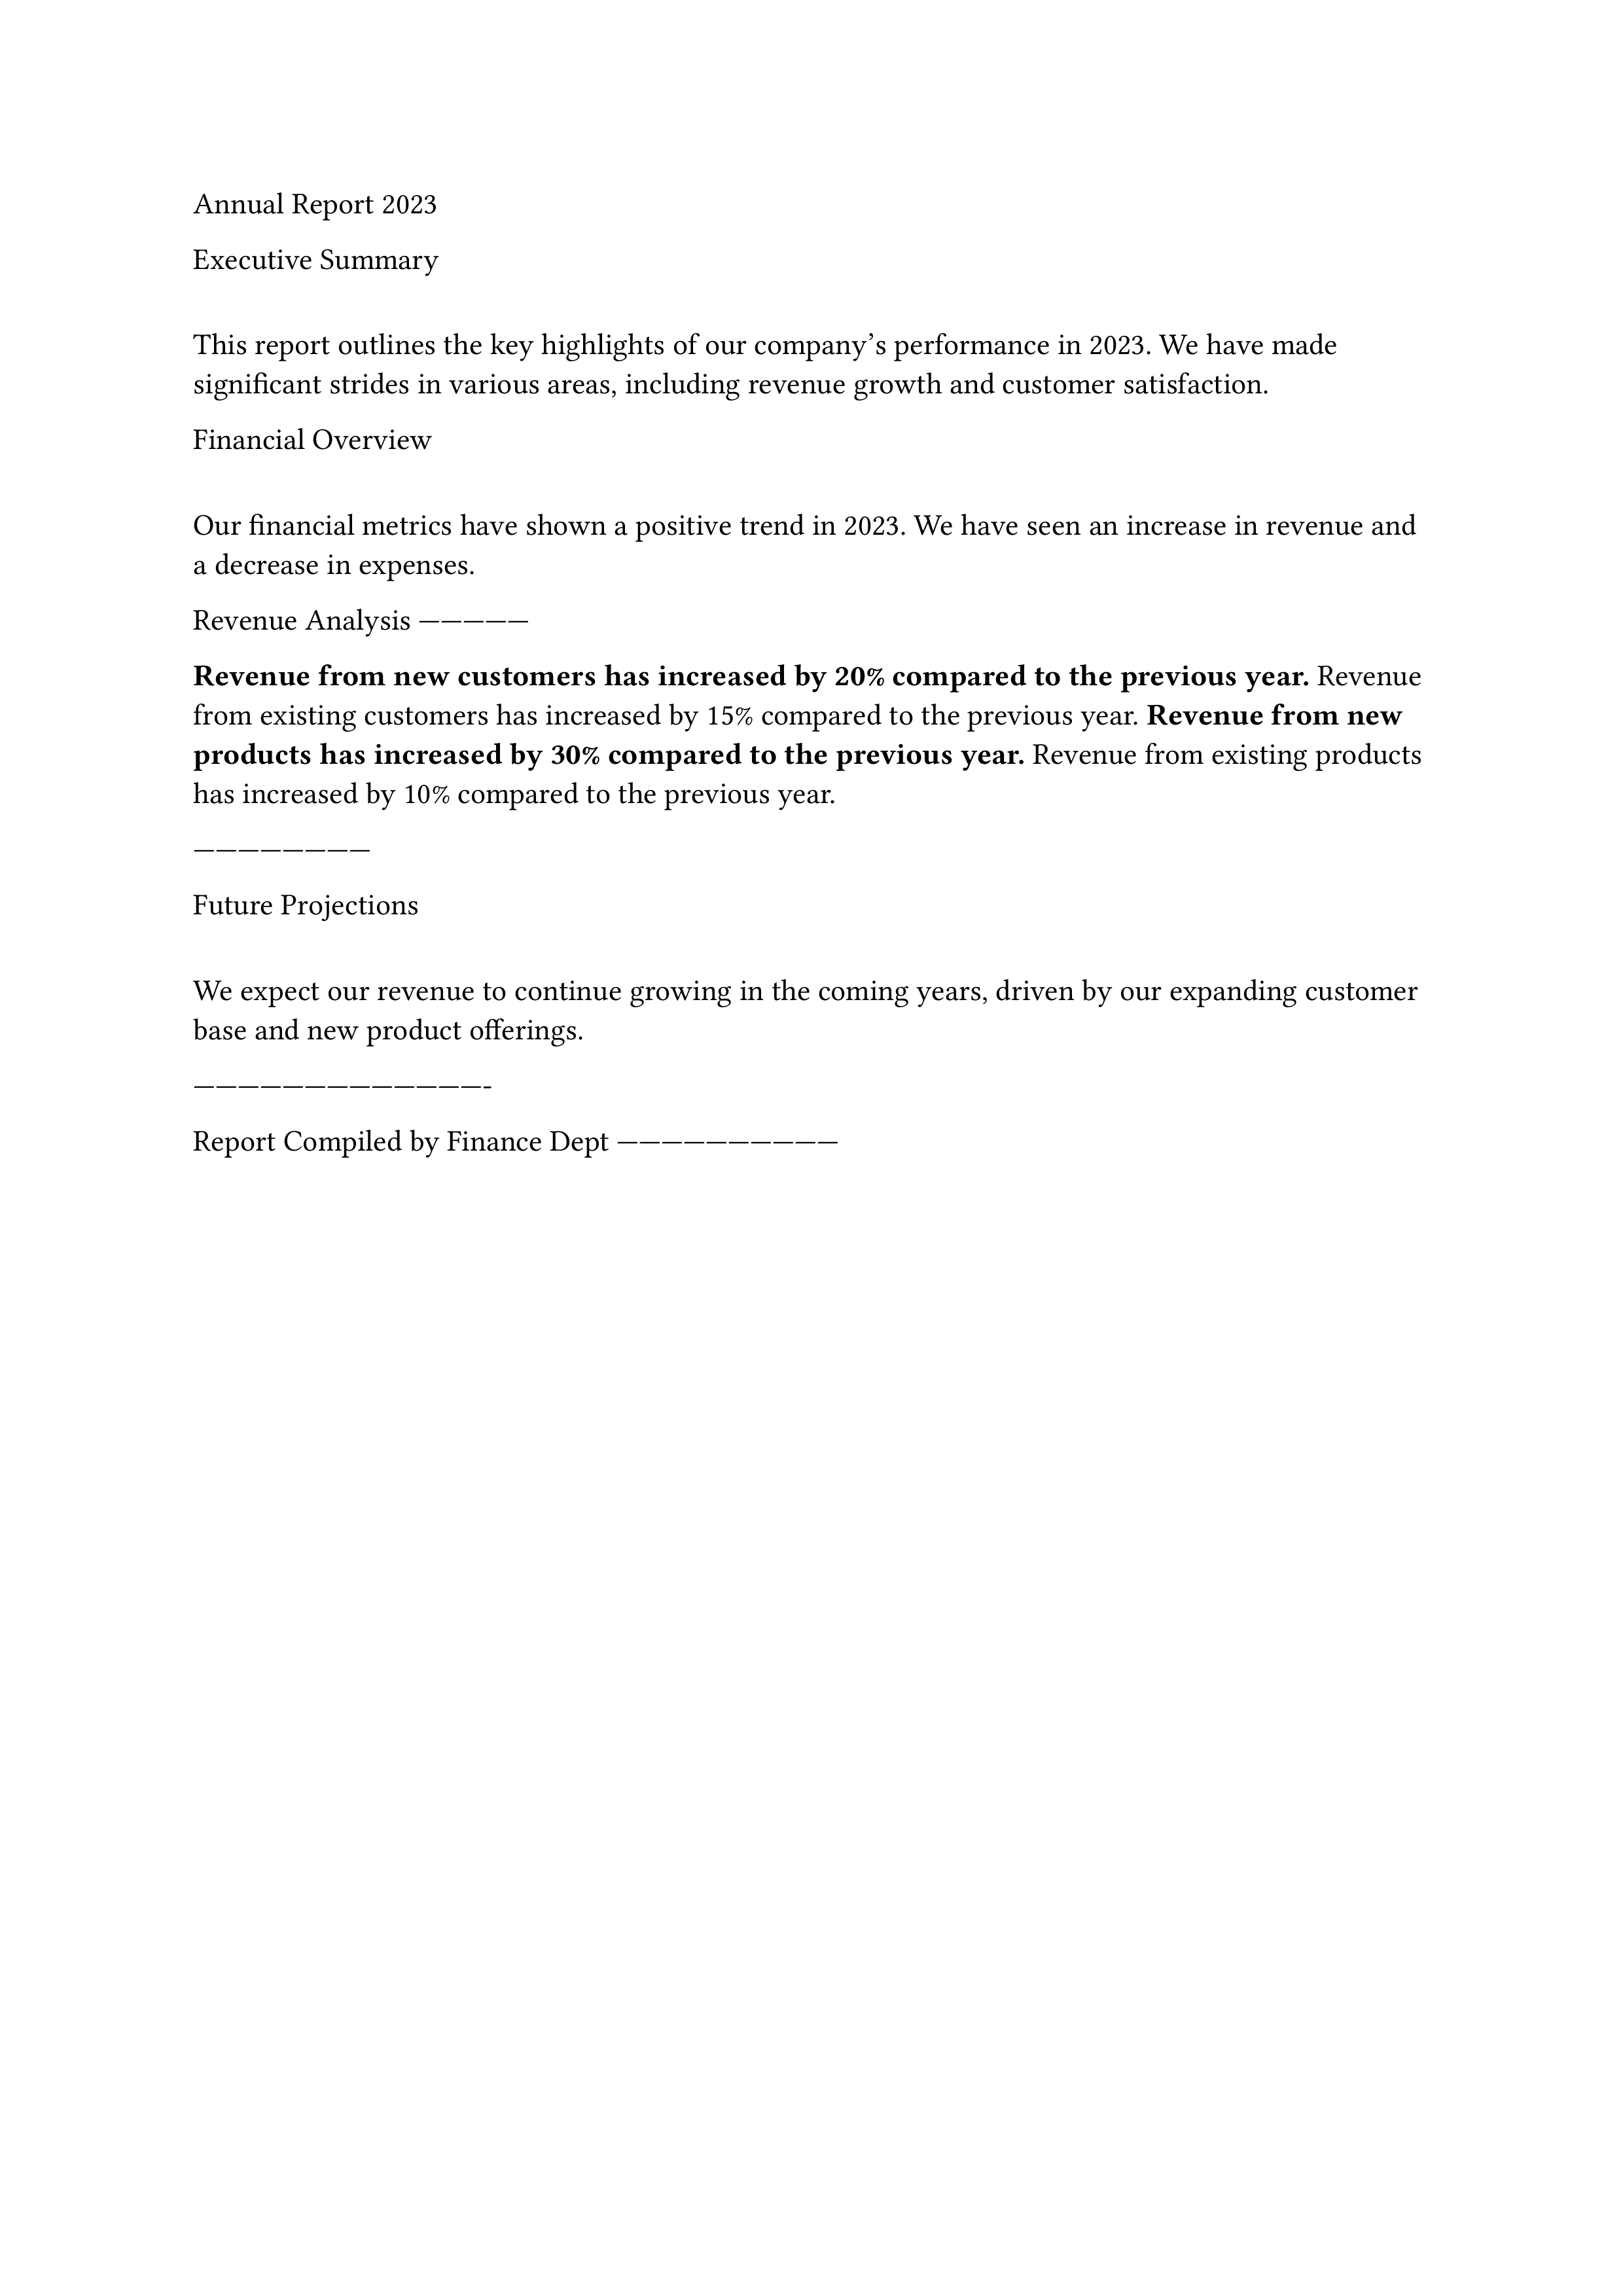 Annual Report 2023
Executive Summary
This report outlines the key highlights of our company’s performance in 2023. We have made
significant strides in various areas, including revenue growth and customer satisfaction.
Financial Overview
Our financial metrics have shown a positive trend in 2023. We have seen an increase in revenue and
a decrease in expenses.
Revenue Analysis —————
Revenue from new customers has increased by 20% compared to the previous year. Revenue
from existing customers has increased by 15% compared to the previous year. Revenue from new
products has increased by 30% compared to the previous year. Revenue from existing products
has increased by 10% compared to the previous year.
————————
Future Projections
We expect our revenue to continue growing in the coming years, driven by our expanding customer
base and new product offerings.
—————————————-
Report Compiled by Finance Dept ——————————